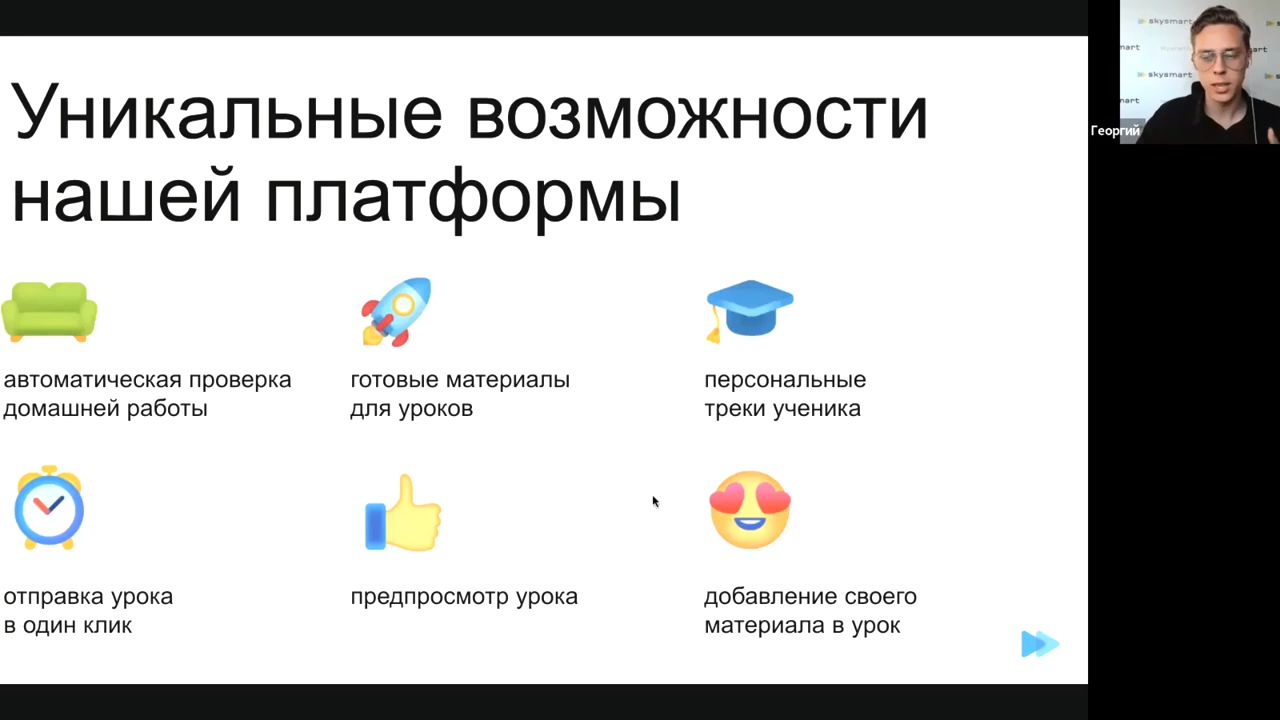 Уникальные возможности
нашей платформы
автоматическая проверка
домашней работы
готовые материалы
для уроков
персональные
треки ученика
отправка урока
в один клик
предпросмотр урока
добавление своего
материала в урок
skysmart
skysmart
Георгий